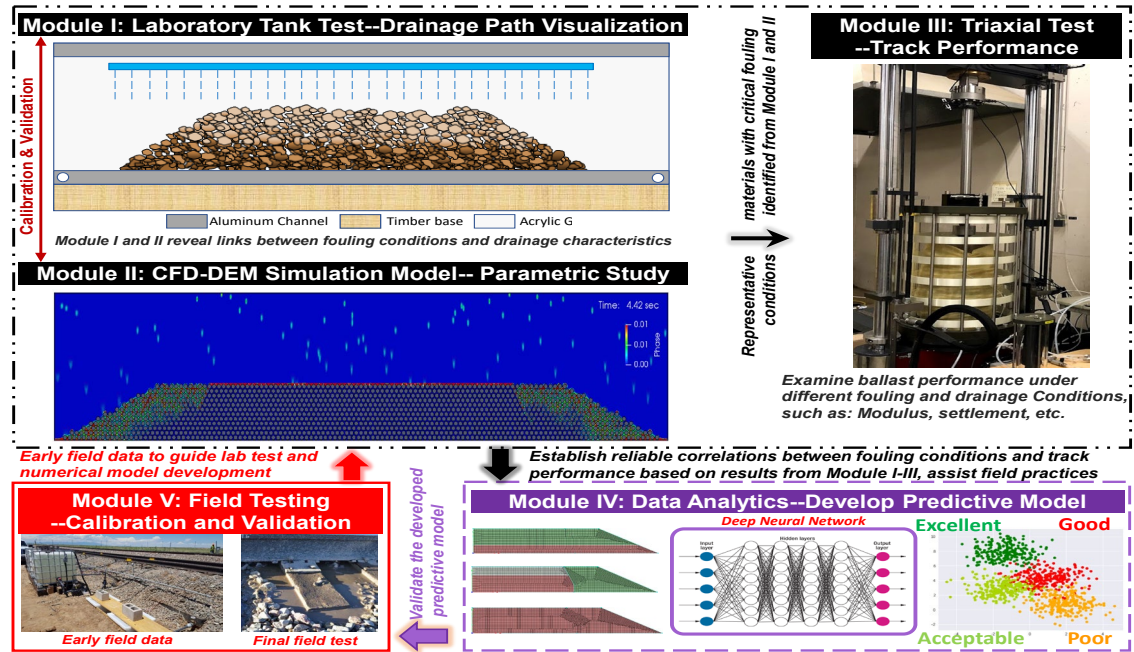 Module I: Laboratory Tank Test--Drainage Path Visualization
Calibration & Validation
Aluminum Channel
Timber base
Acrylic G
Module I and II reveal links between fouling conditions and drainage characteristics
Module II: CFD-DEM Simulation Model-- Parametric Study
Time: 4.42 sec
0.01
0.01
0.00
Phase
Representative materials with critical fouling
conditions identified from Module I and II
Module III: Triaxial Test
--Track Performance
Examine ballast performance under
different fouling and drainage Conditions,
such as: Modulus, settlement, etc.
Early field data to guide lab test and
numerical model development
Establish reliable correlations between fouling conditions and track
performance based on results from Module I-III, assist field practices
Module V: Field Testing
--Calibration and Validation
Early field data
Final field test
Validate the developed
predictive model
Module IV: Data Analytics--Develop Predictive Model
Deep Neural Network
Input
layer
Hidden layers
Output
layer
Excellent
Good
Acceptable
Poor